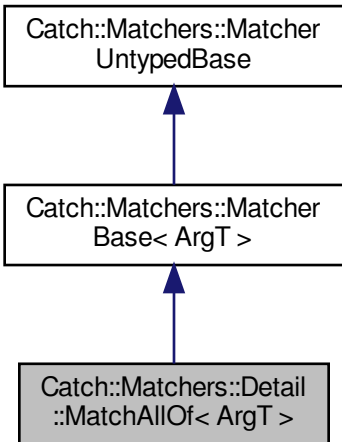 Catch::Matchers::Matcher
UntypedBase
Catch::Matchers::Matcher
Base< ArgT >
Catch::Matchers::Detail
::MatchAllOf< ArgT >